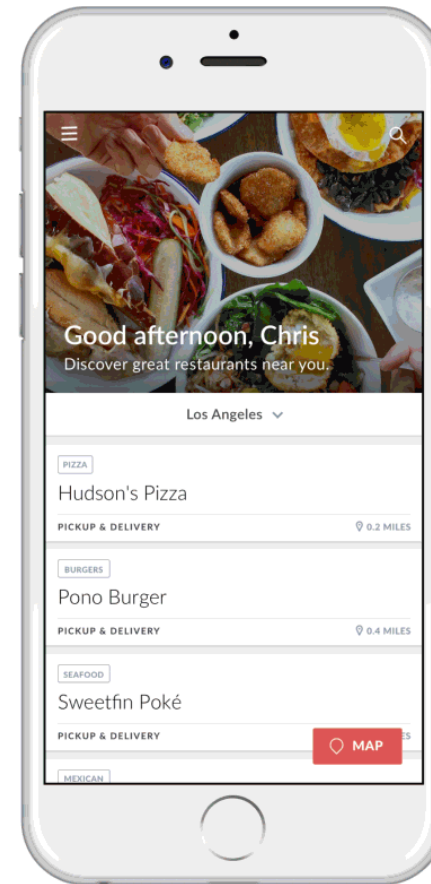 Good afternoon, Chris
Discover great restaurants near you.
Los Angeles
PIZZA
Hudson's Pizza
PICKUP & DELIVERY 0.2 MILES
BURGERS
Pono Burger
PICKUP & DELIVERY 0.4 MILES
SEAFOOD
Sweetfin Poké
PICKUP & DELIVERY
MAP
MEXICAN